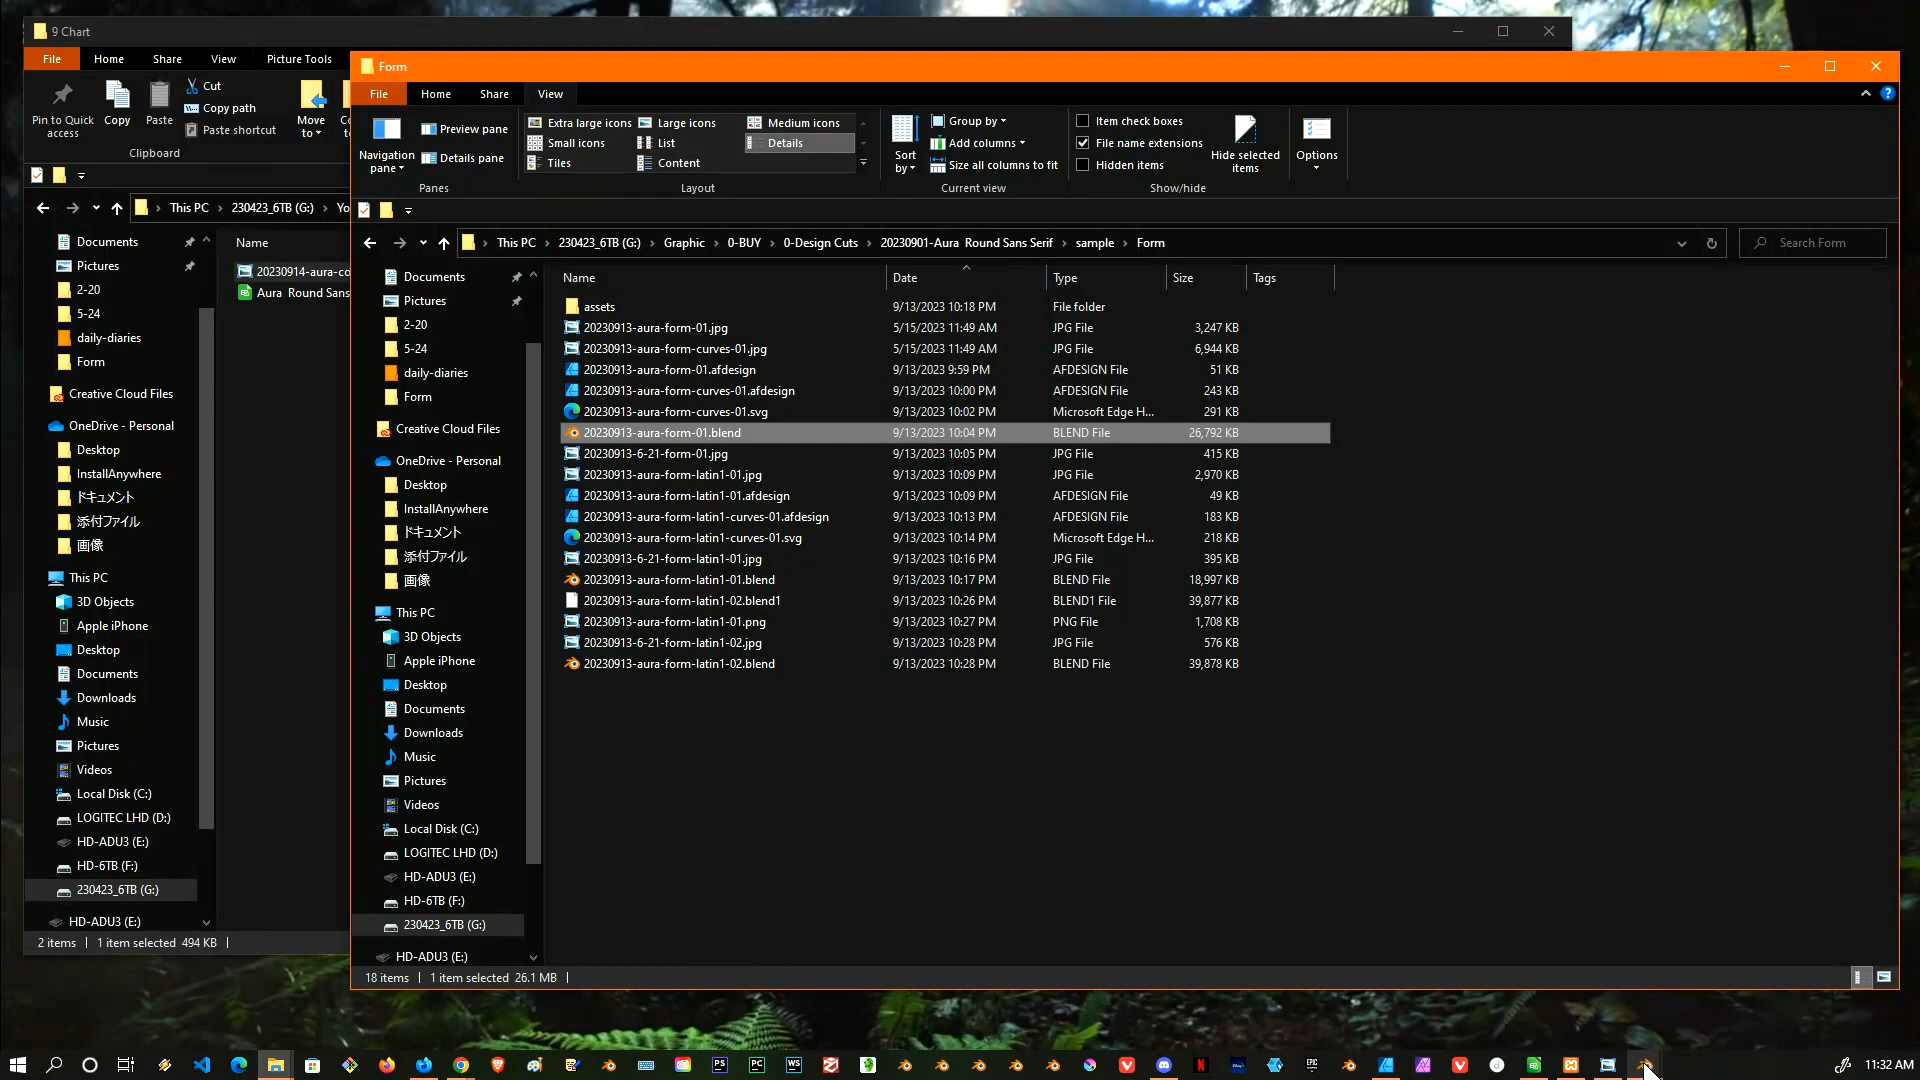 9 Chart
File Home Share View Picture Tools
Pin to Quick access
Copy
Paste
Cut
Copy path
Paste shortcut
Move to
Clipboard
This PC 230423_6TB (G:)
Documents
Pictures
2-20
5-24
daily-diaries
Form
Creative Cloud Files
OneDrive - Personal
Desktop
InstallAnywhere
ドキュメント
添付ファイル
画像
This PC
3D Objects
Apple iPhone
Desktop
Documents
Downloads
Music
Pictures
Videos
Local Disk (C:)
LOGITEC LHD (D:)
HD-ADU3 (E:)
HD-6TB (F:)
230423_6TB (G:)
HD-ADU3 (E:)
Name
20230914-aura-co
Aura Round Sans
2 items 1 item selected 494 KB
Form
File Home Share View
Navigation pane
Preview pane
Details pane
Panes
Extra large icons Large icons Medium icons
Small icons List Details
Tiles Content
Layout
Sort by
Group by
Add columns
Size all columns to fit
Current view
Item check boxes
File name extensions
Hidden items
Hide selected items
Show/hide
Options
This PC 230423_6TB (G:) Graphic 0-BUY 0-Design Cuts 20230901-Aura Round Sans Serif sample Form
Search Form
Documents
Pictures
2-20
5-24
daily-diaries
Form
Creative Cloud Files
OneDrive - Personal
Desktop
InstallAnywhere
ドキュメント
添付ファイル
画像
This PC
3D Objects
Apple iPhone
Desktop
Documents
Downloads
Music
Pictures
Videos
Local Disk (C:)
LOGITEC LHD (D:)
HD-ADU3 (E:)
HD-6TB (F:)
230423_6TB (G:)
HD-ADU3 (E:)
Name Date Type Size Tags
assets 9/13/2023 10:18 PM File folder
20230913-aura-form-01.jpg 5/15/2023 11:49 AM JPG File 3,247 KB
20230913-aura-form-curves-01.jpg 5/15/2023 11:49 AM JPG File 6,944 KB
20230913-aura-form-01.afdesign 9/13/2023 9:59 PM AFDESIGN File 51 KB
20230913-aura-form-curves-01.afdesign 9/13/2023 10:00 PM AFDESIGN File 243 KB
20230913-aura-form-curves-01.svg 9/13/2023 10:02 PM Microsoft Edge H... 291 KB
20230913-aura-form-01.blend 9/13/2023 10:04 PM BLEND File 26,792 KB
20230913-6-21-form-01.jpg 9/13/2023 10:05 PM JPG File 415 KB
20230913-aura-form-latin1-01.jpg 9/13/2023 10:09 PM JPG File 2,970 KB
20230913-aura-form-latin1-01.afdesign 9/13/2023 10:09 PM AFDESIGN File 49 KB
20230913-aura-form-latin1-curves-01.afdesign 9/13/2023 10:13 PM AFDESIGN File 183 KB
20230913-aura-form-latin1-curves-01.svg 9/13/2023 10:14 PM Microsoft Edge H... 218 KB
20230913-6-21-form-latin1-01.jpg 9/13/2023 10:16 PM JPG File 395 KB
20230913-aura-form-latin1-01.blend 9/13/2023 10:17 PM BLEND File 18,997 KB
20230913-aura-form-latin1-02.blend1 9/13/2023 10:26 PM BLEND1 File 39,877 KB
20230913-aura-form-latin1-01.png 9/13/2023 10:27 PM PNG File 1,708 KB
20230913-6-21-form-latin1-02.jpg 9/13/2023 10:28 PM JPG File 576 KB
20230913-aura-form-latin1-02.blend 9/13/2023 10:28 PM BLEND File 39,878 KB
18 items 1 item selected 26.1 MB
11:32 AM